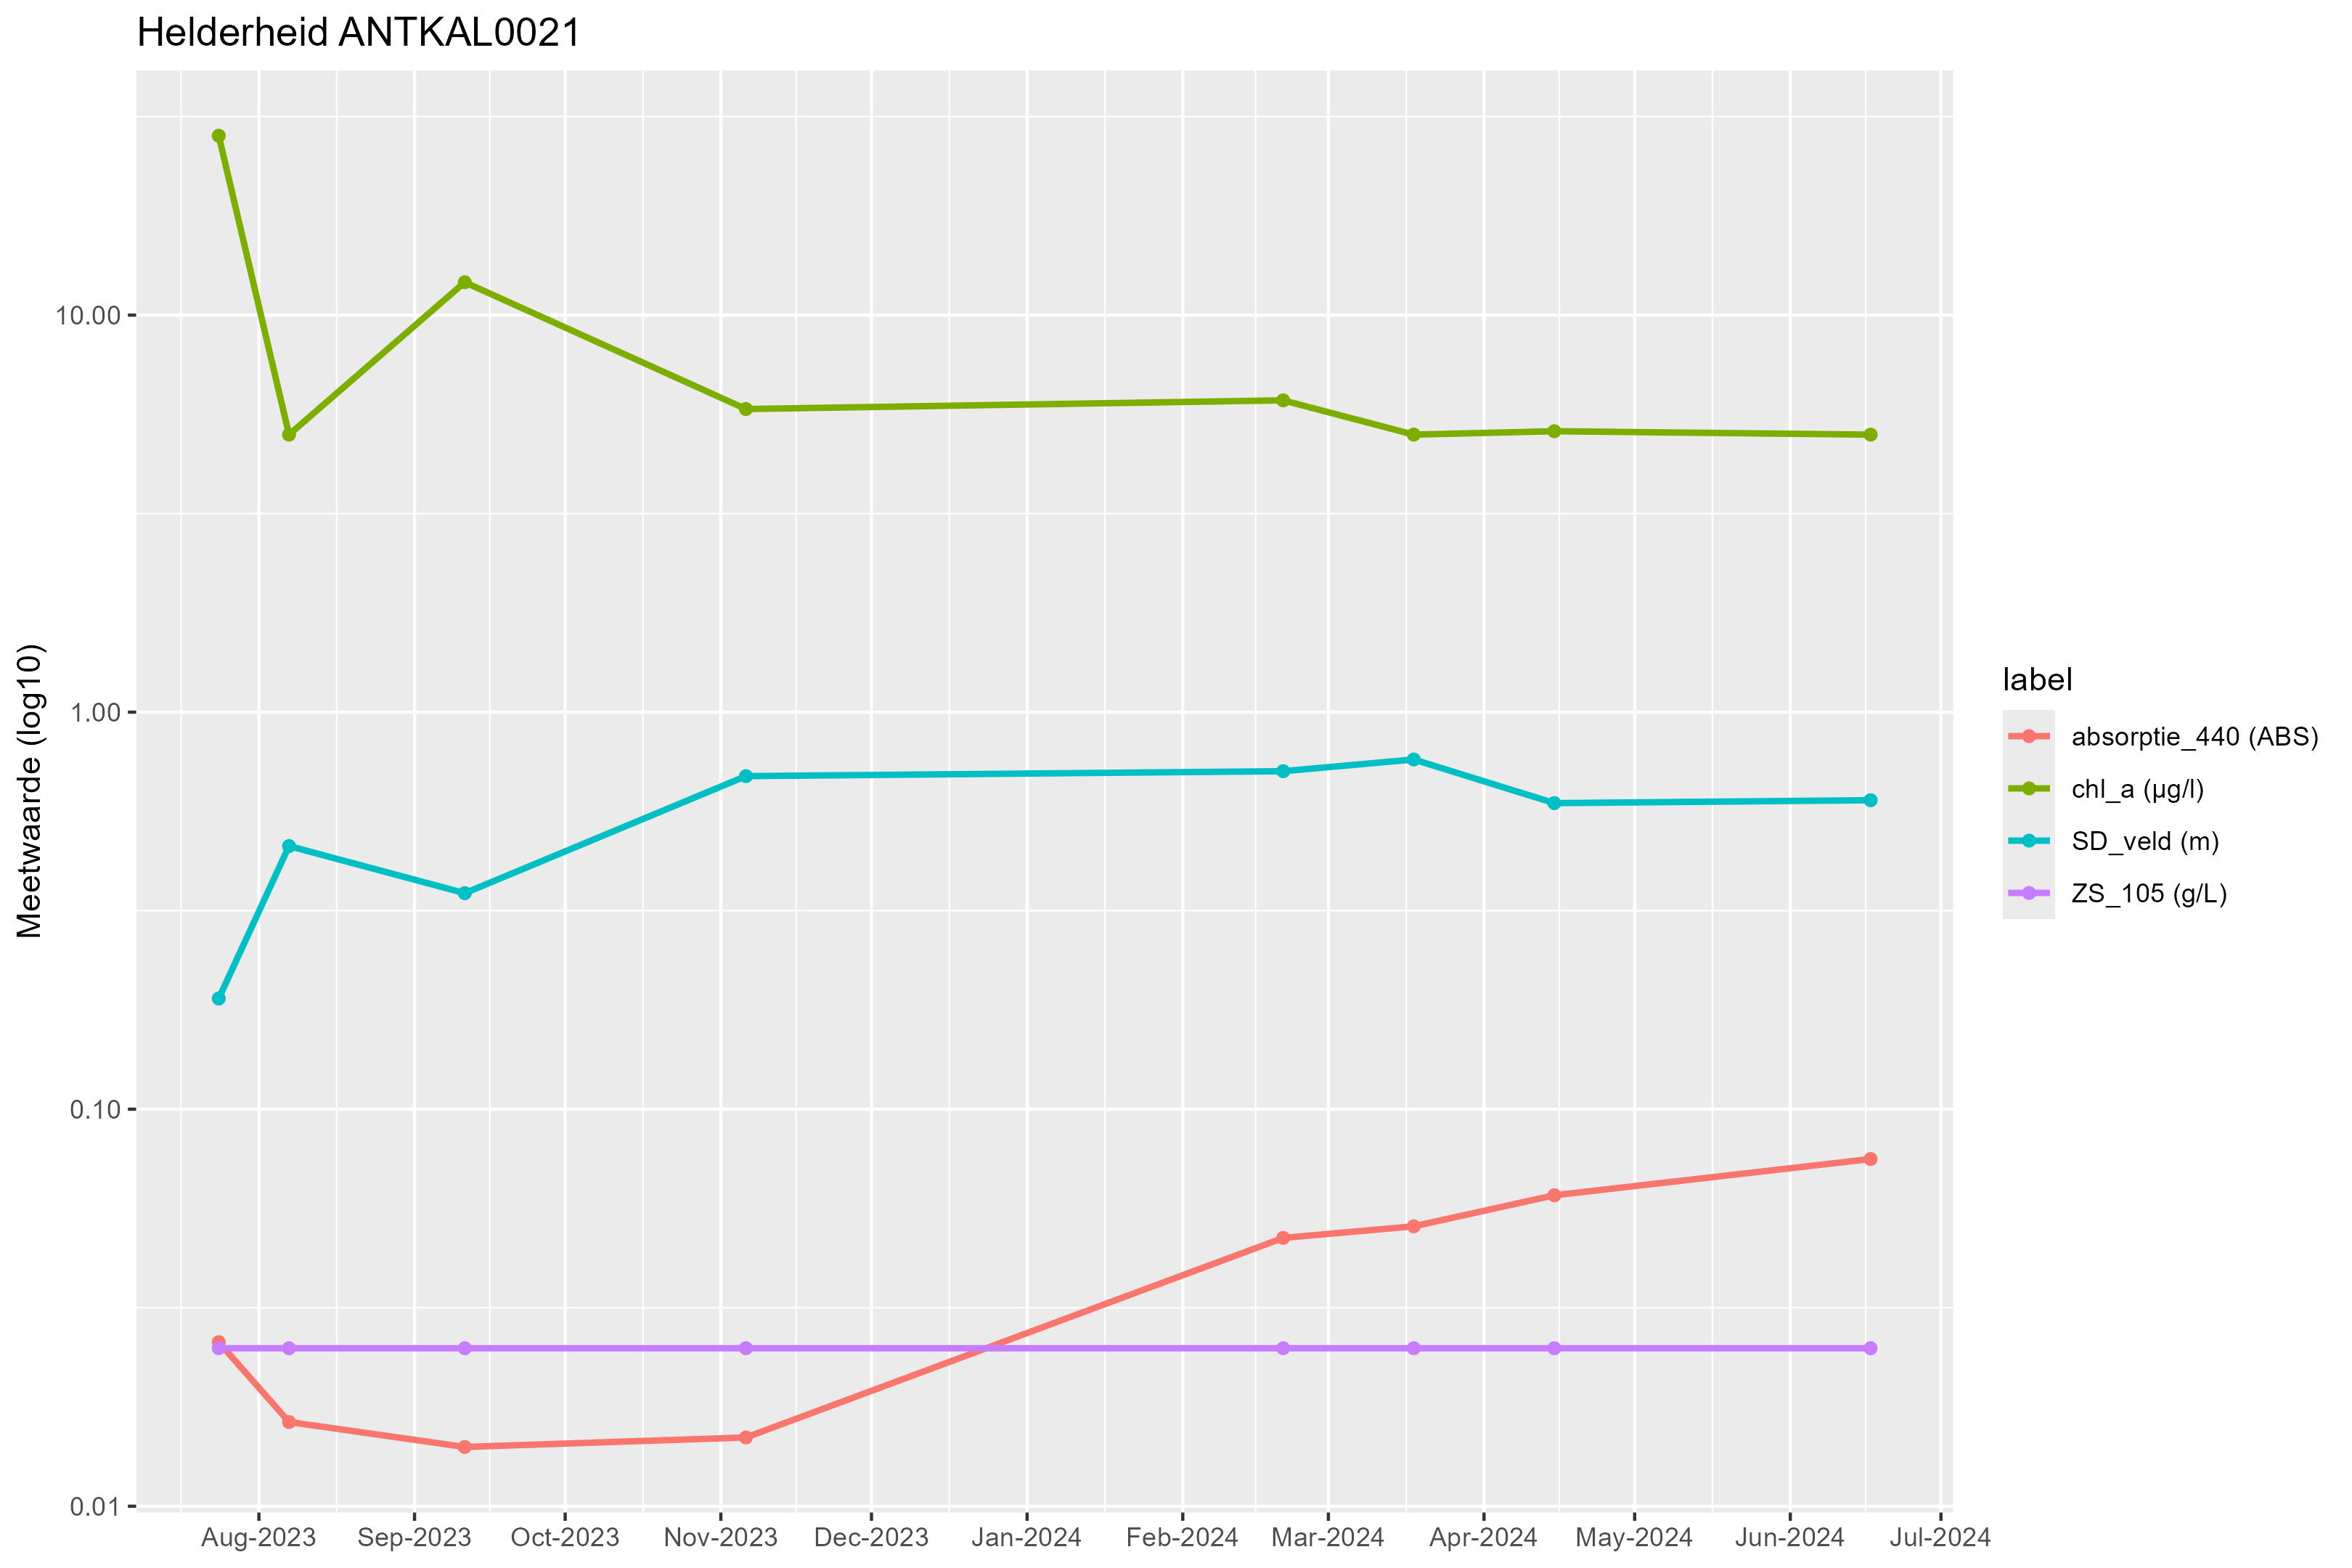 Helderheid ANTKAL0021
Meetwaarde (log10)
10.00
1.00
0.10
0.01
Aug-2023 Sep-2023 Oct-2023 Nov-2023 Dec-2023 Jan-2024 Feb-2024 Mar-2024 Apr-2024 May-2024 Jun-2024 Jul-2024
label
absorptie_440 (ABS)
chl_a (µg/l)
SD_veld (m)
ZS_105 (g/L)